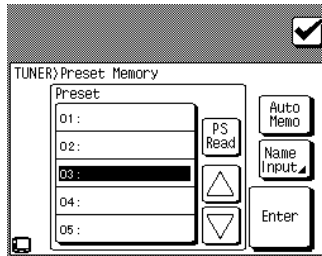 TUNER〉Preset Memory
Preset
01:
02:
03:
04:
05:
PS
Read
Auto
Memo
Name
Input
Enter